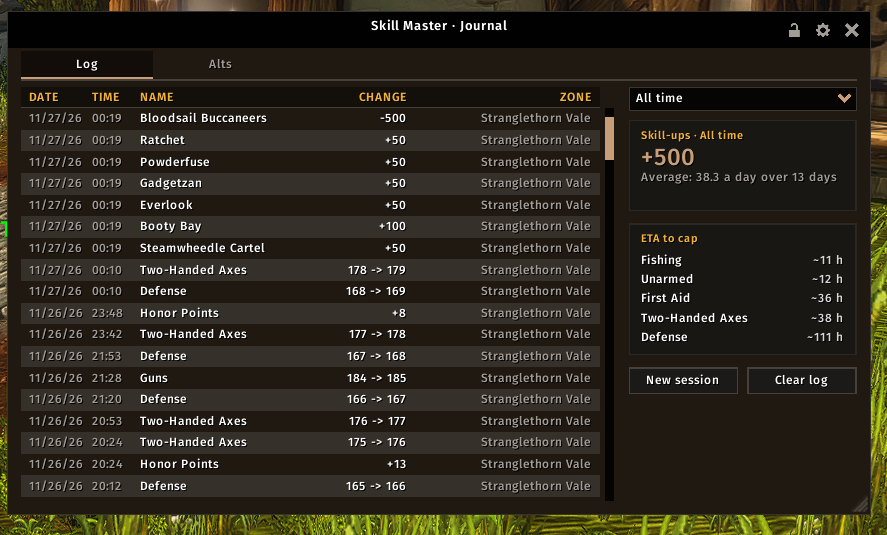 Skill Master · Journal
Log Alts
DATE TIME NAME CHANGE ZONE
11/27/26 00:19 Bloodsail Buccaneers -500 Stranglethorn Vale
11/27/26 00:19 Ratchet +50 Stranglethorn Vale
11/27/26 00:19 Powderfuse +50 Stranglethorn Vale
11/27/26 00:19 Gadgetzan +50 Stranglethorn Vale
11/27/26 00:19 Everlook +50 Stranglethorn Vale
11/27/26 00:19 Booty Bay +100 Stranglethorn Vale
11/27/26 00:19 Steamwheedle Cartel +50 Stranglethorn Vale
11/27/26 00:10 Two-Handed Axes 178 -> 179 Stranglethorn Vale
11/27/26 00:10 Defense 168 -> 169 Stranglethorn Vale
11/26/26 23:48 Honor Points +8 Stranglethorn Vale
11/26/26 23:42 Two-Handed Axes 177 -> 178 Stranglethorn Vale
11/26/26 21:53 Defense 167 -> 168 Stranglethorn Vale
11/26/26 21:28 Guns 184 -> 185 Stranglethorn Vale
11/26/26 21:20 Defense 166 -> 167 Stranglethorn Vale
11/26/26 20:53 Two-Handed Axes 176 -> 177 Stranglethorn Vale
11/26/26 20:24 Two-Handed Axes 175 -> 176 Stranglethorn Vale
11/26/26 20:24 Honor Points +13 Stranglethorn Vale
11/26/26 20:12 Defense 165 -> 166 Stranglethorn Vale
All time
Skill-ups · All time
+500
Average: 38.3 a day over 13 days
ETA to cap
Fishing ~11 h
Unarmed ~12 h
First Aid ~36 h
Two-Handed Axes ~38 h
Defense ~111 h
New session Clear log